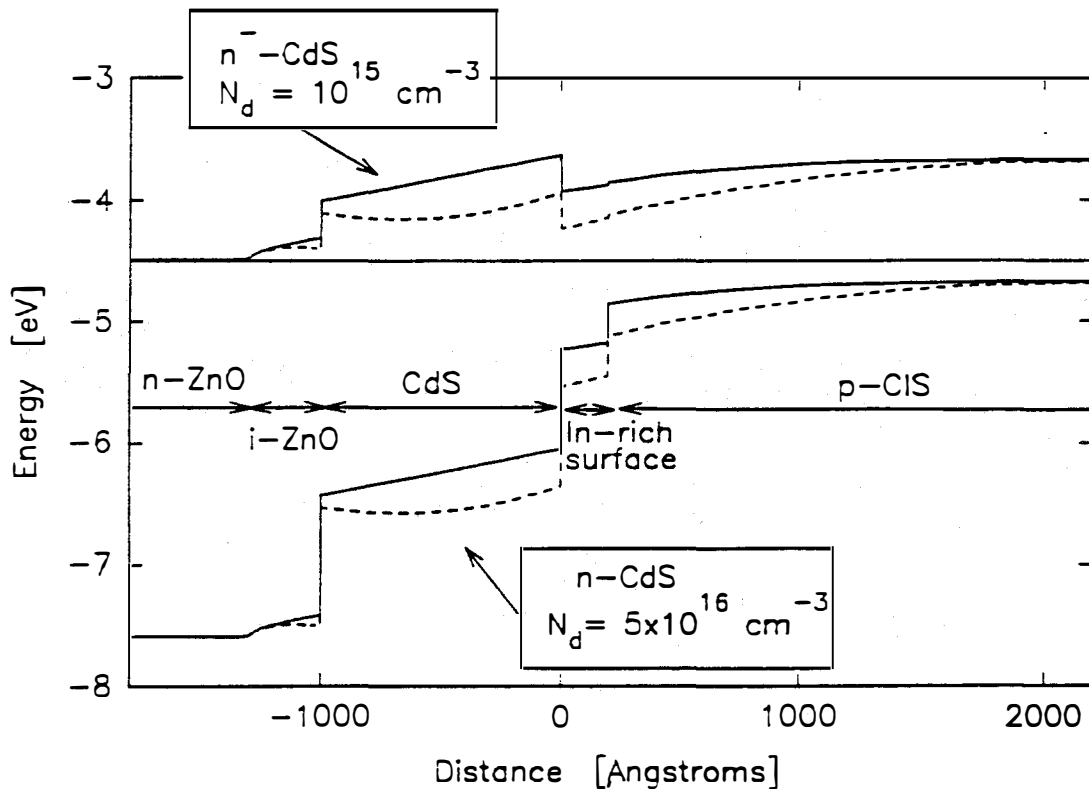 n⁻-CdS
N_d = 10^15 cm^-3
-3
-4
-5
-6
-7
-8
Energy [eV]
n-ZnO
i-ZnO
CdS
In-rich
surface
p-CIS
n-CdS
N_d= 5x10^16 cm^-3
-1000
0
1000
2000
Distance [Angstroms]